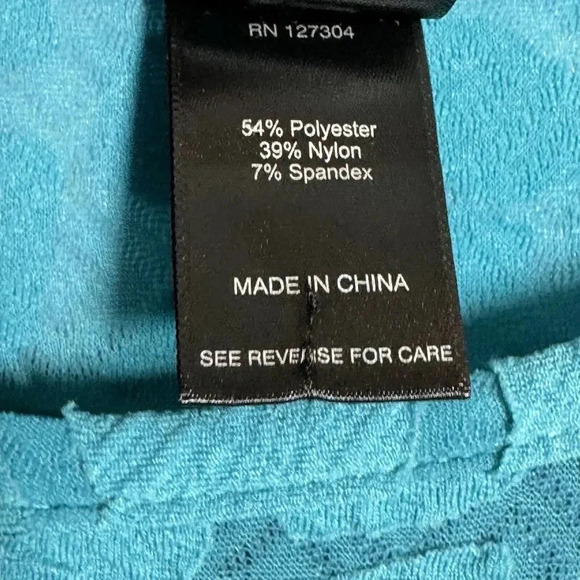 RN 127304
54% Polyester
39% Nylon
7% Spandex
MADE IN CHINA
SEE REVERSE FOR CARE